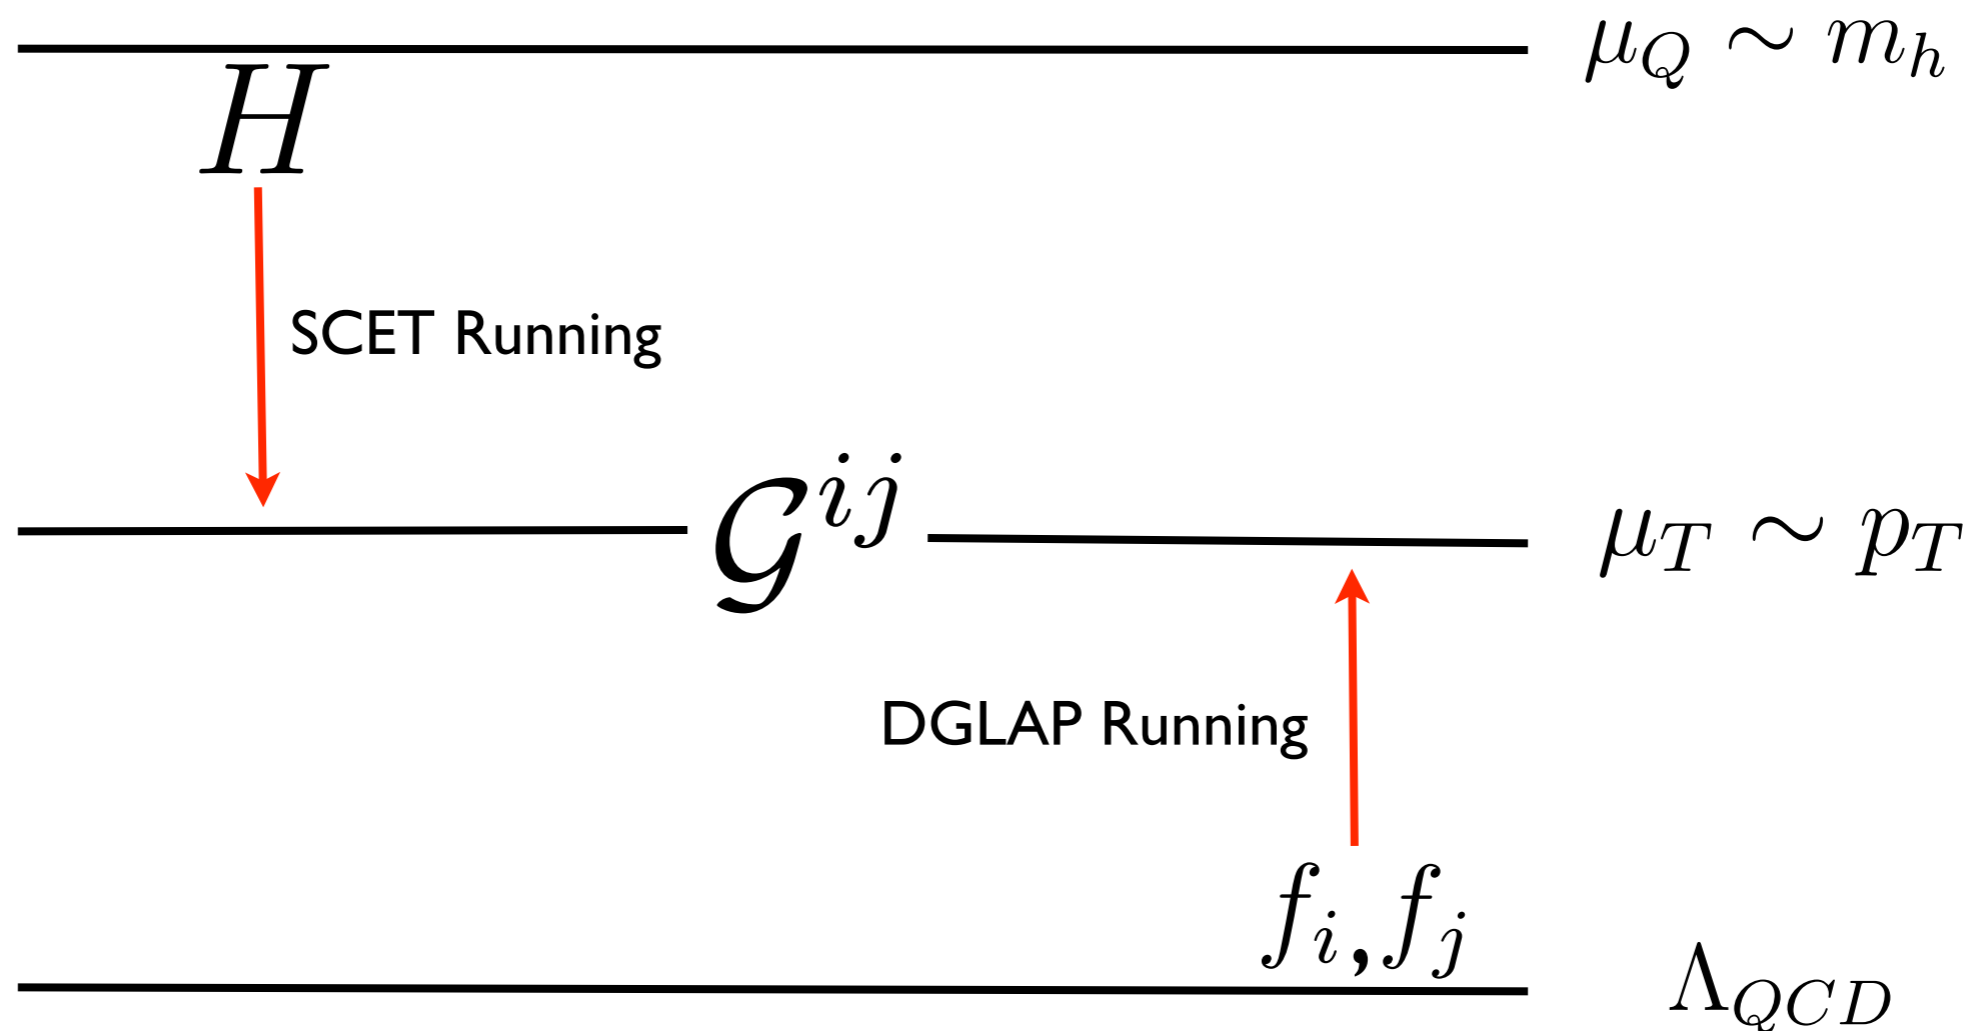 μ_Q ∼ m_h
H
SCET Running
𝒢^{ij}
μ_T ∼ p_T
DGLAP Running
f_i, f_j
Λ_{QCD}